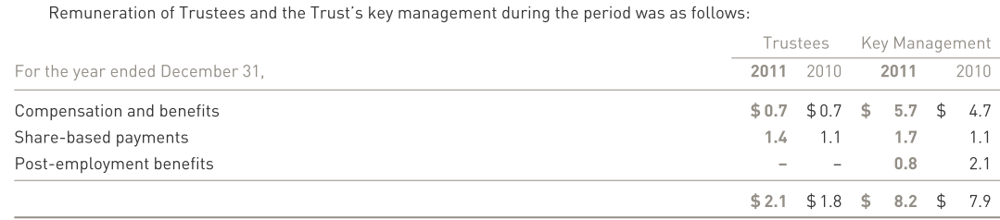 Remuneration of Trustees and the Trust's key management during the period was as follows:
Trustees Key Management
For the year ended December 31, 2011 2010 2011 2010
Compensation and benefits $ 0.7 $ 0.7 $ 5.7 $ 4.7
Share-based payments 1.4 1.1 1.7 1.1
Post-employment benefits – – 0.8 2.1
$ 2.1 $ 1.8 $ 8.2 $ 7.9